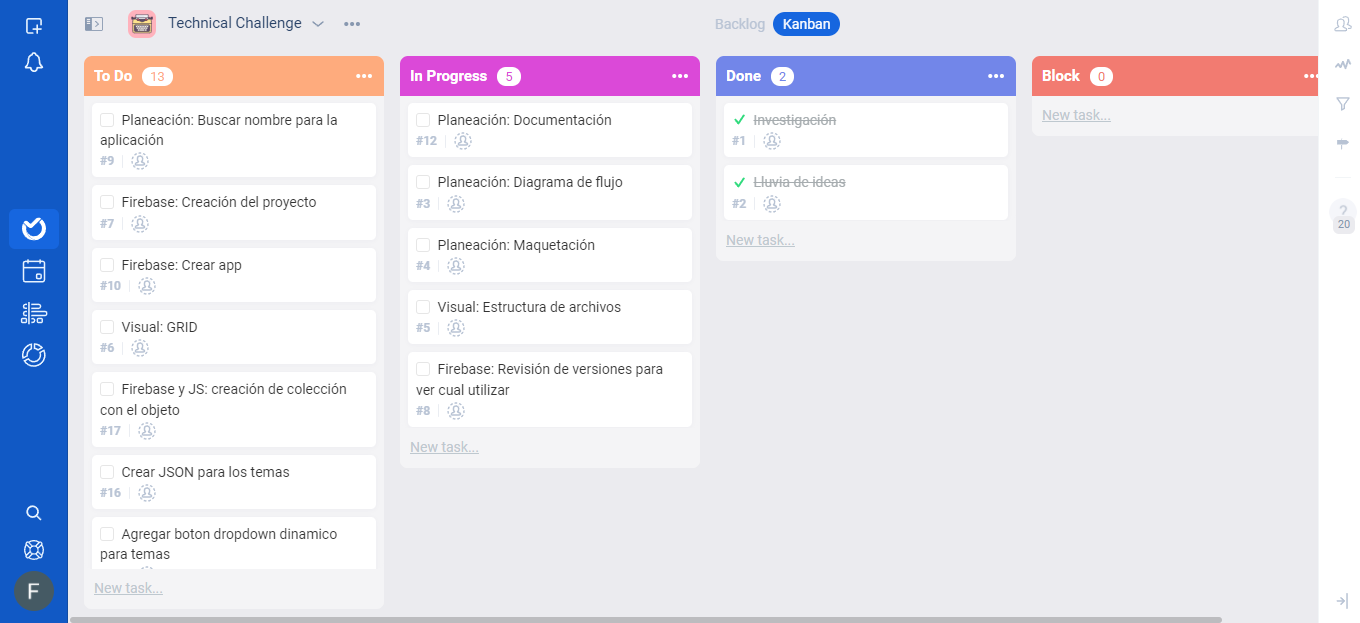 Technical Challenge
Backlog Kanban
To Do 13
Planeación: Buscar nombre para la
aplicación
#9
Firebase: Creación del proyecto
#7
Firebase: Crear app
#10
Visual: GRID
#6
Firebase y JS: creación de colección
con el objeto
#17
Crear JSON para los temas
#16
Agregar boton dropdown dinamico
para temas
New task...
In Progress 5
Planeación: Documentación
#12
Planeación: Diagrama de flujo
#3
Planeación: Maquetación
#4
Visual: Estructura de archivos
#5
Firebase: Revisión de versiones para
ver cual utilizar
#8
New task...
Done 2
Investigación
#1
Lluvia de ideas
#2
New task...
Block 0
New task...
?
20
F